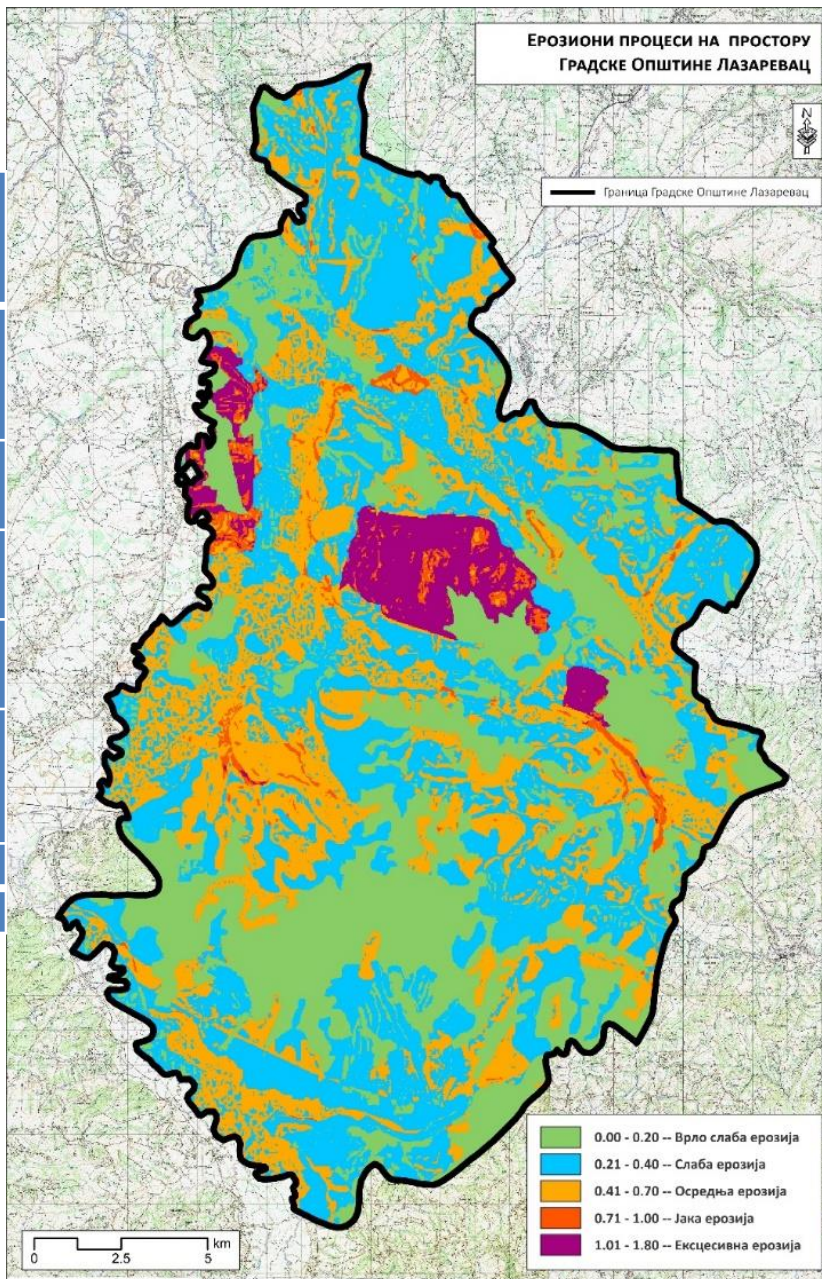 ЕРОЗИОНИ ПРОЦЕСИ НА ПРОСТОРУ
ГРАДСКЕ ОПШТИНЕ ЛАЗАРЕВАЦ
N
Граница Градске Општине Лазаревац
0.00 - 0.20 -- Врло слаба ерозија
0.21 - 0.40 -- Слаба ерозија
0.41 - 0.70 -- Осредња ерозија
0.71 - 1.00 -- Јака ерозија
1.01 - 1.80 -- Ексцесивна ерозија
km
0 2.5 5